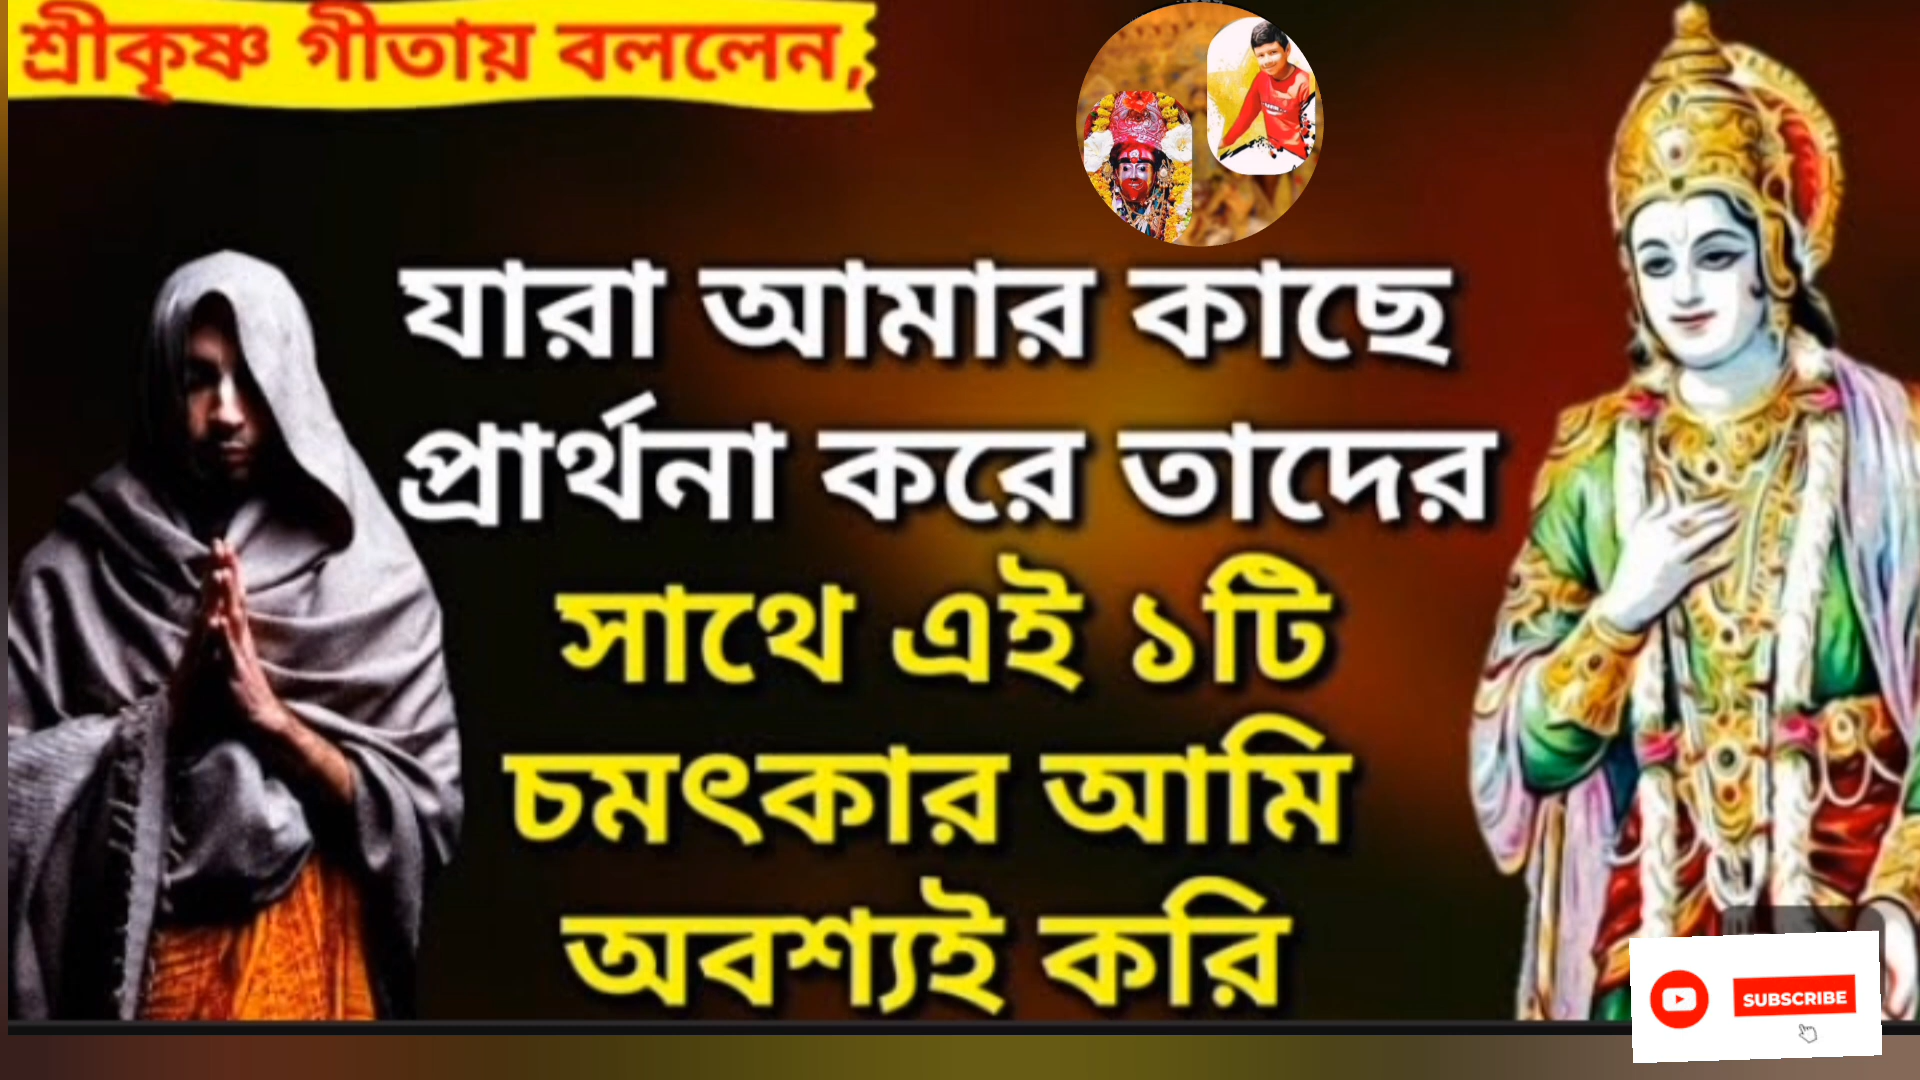 শ্রীকৃষ্ণ গীতায় বললেন,
যারা আমার কাছে
প্রার্থনা করে তাদের
সাথে এই ১টি
চমৎকার আমি
অবশ্যই করি
SUBSCRIBE